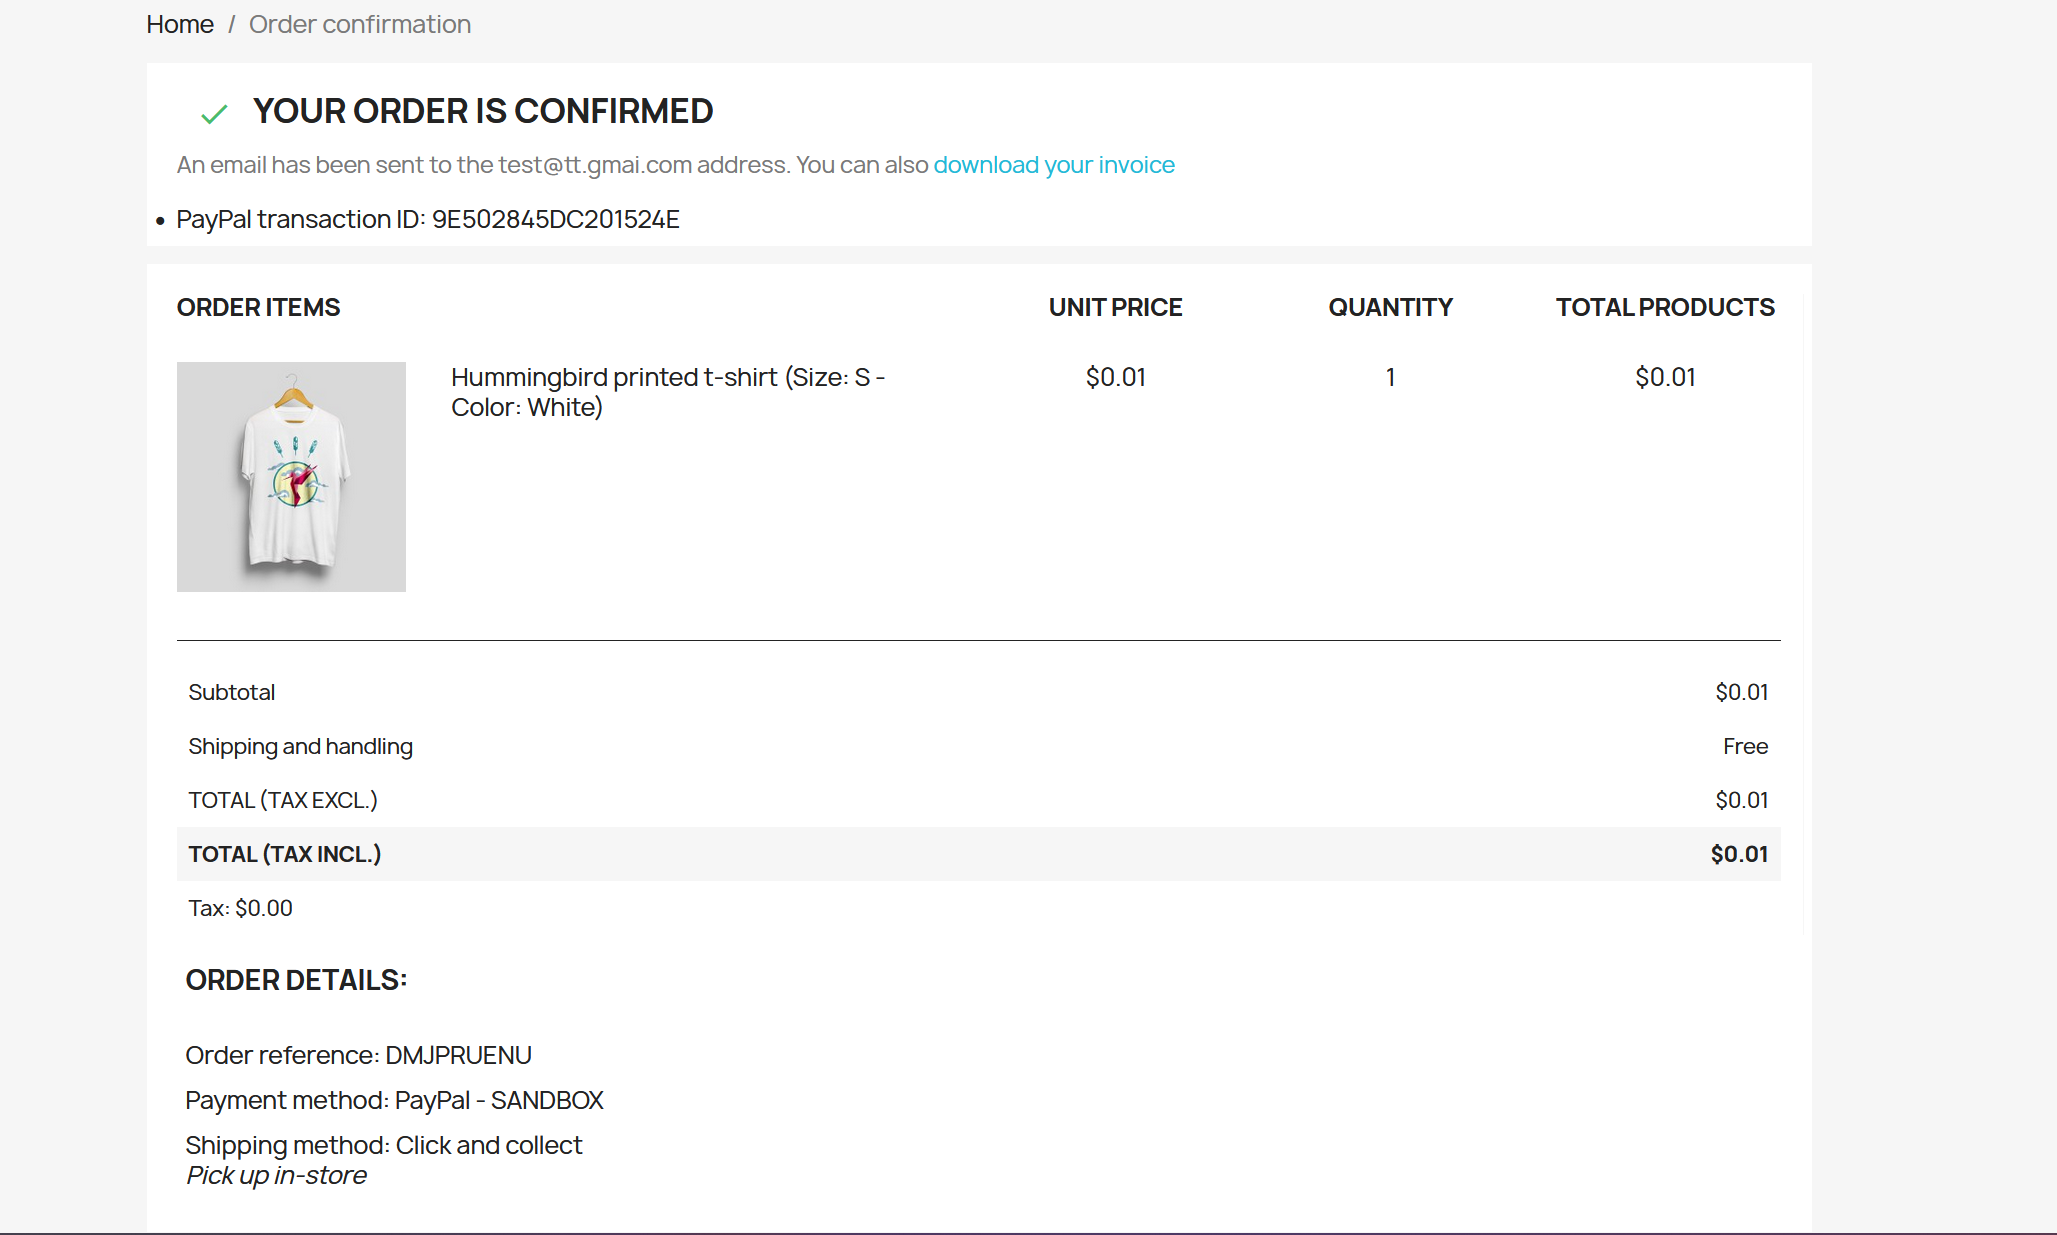 Home / Order confirmation
YOUR ORDER IS CONFIRMED
An email has been sent to the test@tt.gmai.com address. You can also download your invoice
• PayPal transaction ID: 9E502845DC201524E
ORDER ITEMS UNIT PRICE QUANTITY TOTAL PRODUCTS
Hummingbird printed t-shirt (Size: S - $0.01 1 $0.01
Color: White)
Subtotal $0.01
Shipping and handling Free
TOTAL (TAX EXCL.) $0.01
TOTAL (TAX INCL.) $0.01
Tax: $0.00
ORDER DETAILS:
Order reference: DMJPRUENU
Payment method: PayPal - SANDBOX
Shipping method: Click and collect
Pick up in-store